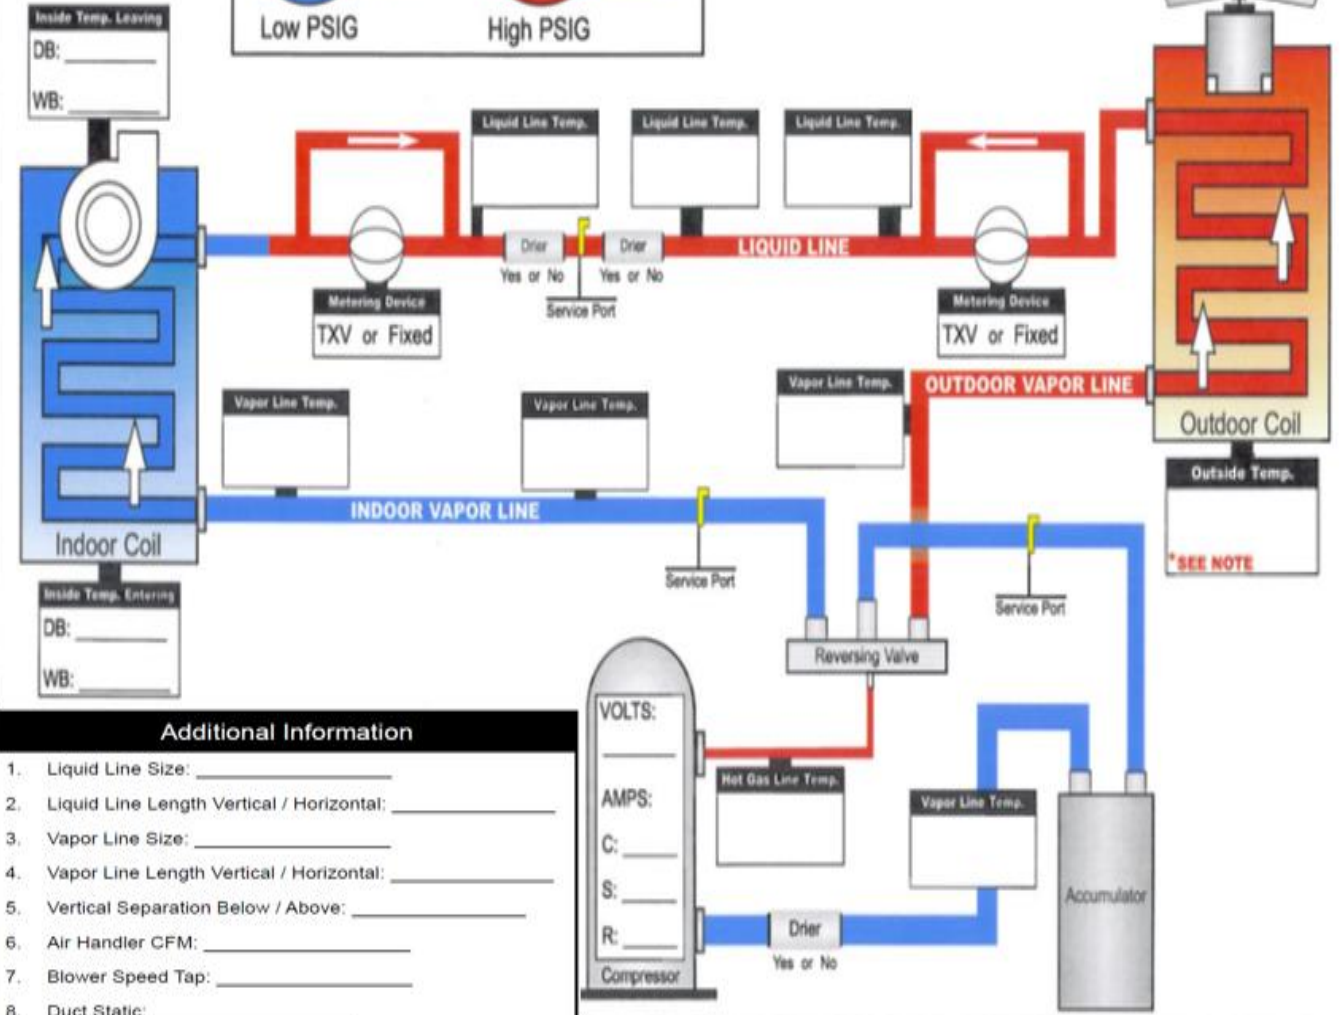 Low PSIG
High PSIG
Inside Temp. Leaving
DB:
WB:
Liquid Line Temp.
Liquid Line Temp.
Liquid Line Temp.
Drier
Yes or No
Service Port
Drier
Yes or No
LIQUID LINE
Metering Device
TXV or Fixed
Metering Device
TXV or Fixed
Vapor Line Temp.
Vapor Line Temp.
Vapor Line Temp.
OUTDOOR VAPOR LINE
Outdoor Coil
Outside Temp.
*SEE NOTE
INDOOR VAPOR LINE
Indoor Coil
Service Port
Service Port
Inside Temp. Entering
DB:
WB:
Reversing Valve
VOLTS:
AMPS:
C:
S:
R:
Compressor
Hot Gas Line Temp.
Vapor Line Temp.
Accumulator
Drier
Yes or No
Additional Information
1. Liquid Line Size:
2. Liquid Line Length Vertical / Horizontal:
3. Vapor Line Size:
4. Vapor Line Length Vertical / Horizontal:
5. Vertical Separation Below / Above:
6. Air Handler CFM:
7. Blower Speed Tap:
8. Duct Static: